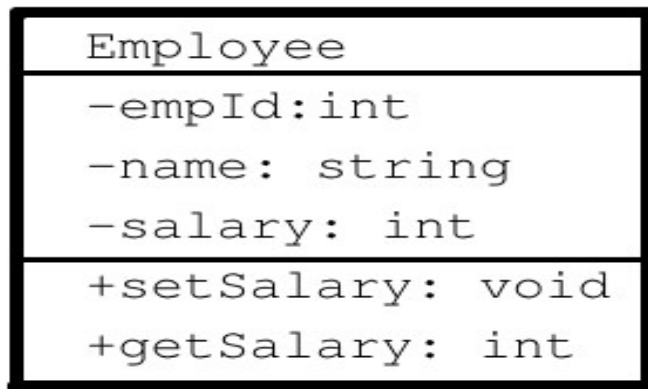 Employee
-empId:int
-name: string
-salary: int
+setSalary: void
+getSalary: int